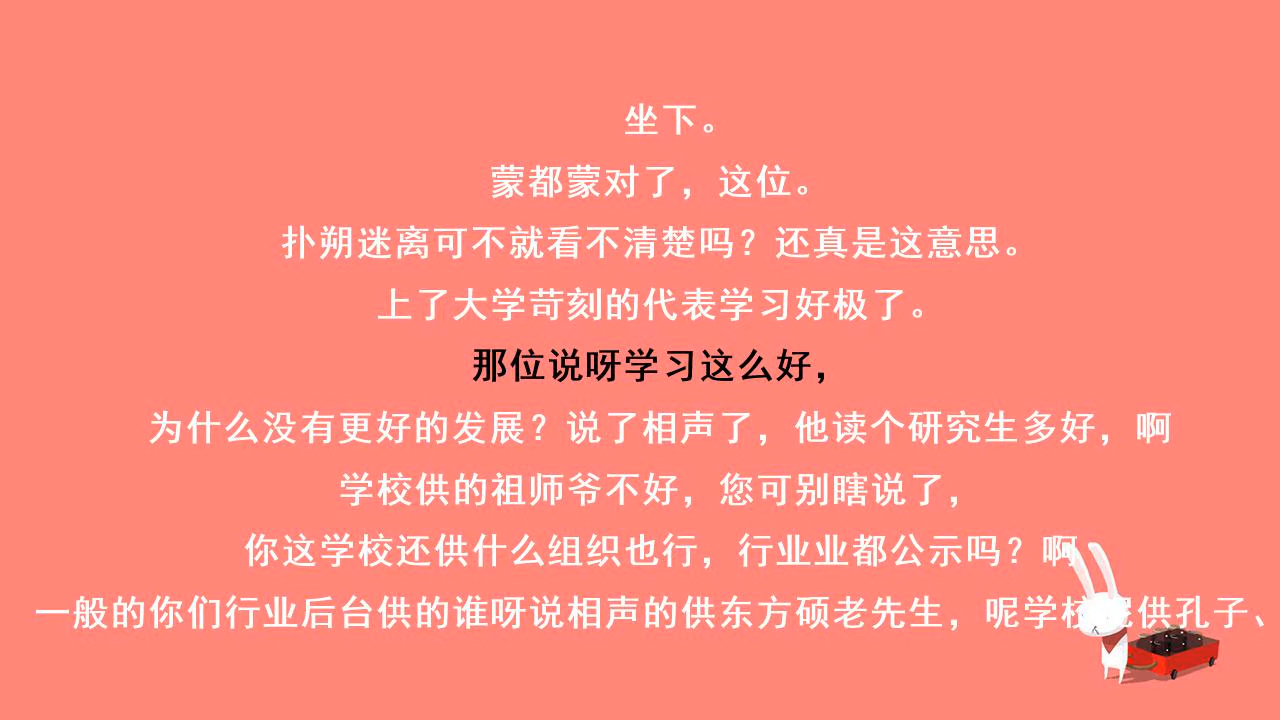 坐下。
蒙都蒙对了，这位。
扑朔迷离可不就看不清楚吗？还真是这意思。
上了大学苛刻的代表学习好极了。
那位说呀学习这么好，
为什么没有更好的发展？说了相声了，他读个研究生多好，啊
学校供的祖师爷不好，您可别瞎说了，
你这学校还供什么组织也行，行业业都公示吗？啊
一般的你们行业后台供的谁呀说相声的供东方硕老先生，呢学校呢供孔子、